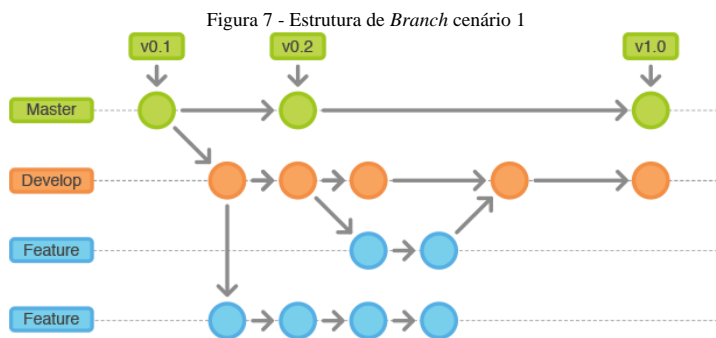 Figura 7 - Estrutura de Branch cenário 1
v0.1
v0.2
v1.0
Master
Develop
Feature
Feature